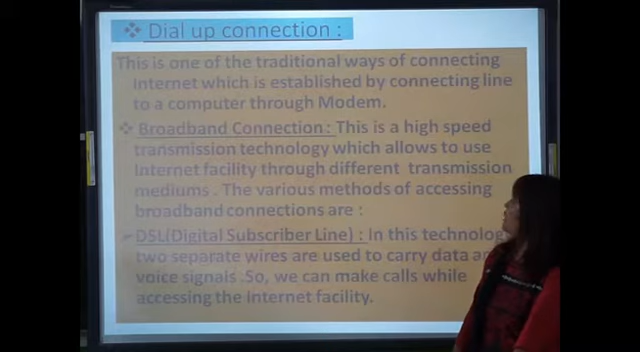 ❖ Dial up connection :
This is one of the traditional ways of connecting
Internet which is established by connecting line
to a computer through Modem.
❖ Broadband Connection : This is a high speed
transmission technology which allows to use
Internet facility through different transmission
mediums . The various methods of accessing
broadband connections are :
➢ DSL(Digital Subscriber Line) : In this technolog
two separate wires are used to carry data a
voice signals .So, we can make calls while
accessing the Internet facility.